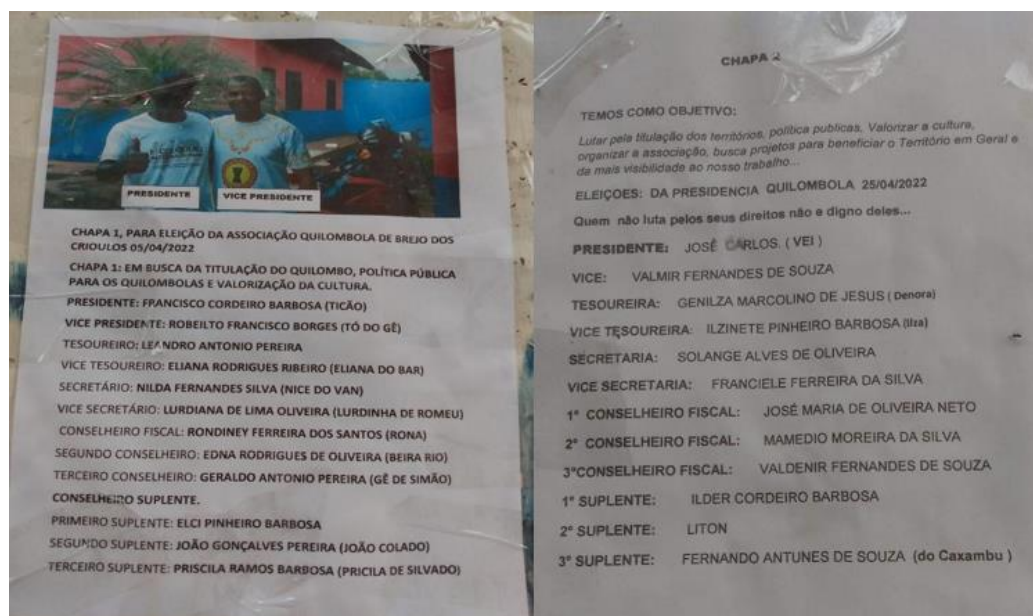 PRESIDENTE
VICE PRESIDENTE
CHAPA 1, PARA ELEIÇÃO DA ASSOCIAÇÃO QUILOMBOLA DE BREJO DOS
CRIOULOS 05/04/2022
CHAPA 1: EM BUSCA DA TITULAÇÃO DO QUILOMBO, POLÍTICA PÚBLICA
PARA OS QUILOMBOLAS E VALORIZAÇÃO DA CULTURA.
PRESIDENTE: FRANCISCO CORDEIRO BARBOSA (TICÃO)
VICE PRESIDENTE: ROBEILTO FRANCISCO BORGES (TÓ DO GÊ)
TESOUREIRO: LEANDRO ANTONIO PEREIRA
VICE TESOUREIRO: ELIANA RODRIGUES RIBEIRO (ELIANA DO BAR)
SECRETÁRIO: NILDA FERNANDES SILVA (NICE DO VAN)
VICE SECRETÁRIO: LURDIANA DE LIMA OLIVEIRA (LURDINHA DE ROMEU)
CONSELHEIRO FISCAL: RONDINEY FERREIRA DOS SANTOS (RONA)
SEGUNDO CONSELHEIRO: EDNA RODRIGUES DE OLIVEIRA (BEIRA RIO)
TERCEIRO CONSELHEIRO: GERALDO ANTONIO PEREIRA (GÊ DE SIMÃO)
CONSELHEIRO SUPLENTE.
PRIMEIRO SUPLENTE: ELCI PINHEIRO BARBOSA
SEGUNDO SUPLENTE: JOÃO GONÇALVES PEREIRA (JOÃO COLADO)
TERCEIRO SUPLENTE: PRISCILA RAMOS BARBOSA (PRICILA DE SILVADO)
CHAPA 2
TEMOS COMO OBJETIVO:
Lutar pela titulação dos territórios, política publicas, Valorizar a culture,
organizar a associação, busca projetos para beneficiar o Território em Geral e
da mais visibilidade ao nosso trabalho...
ELEIÇOES: DA PRESIDENCIA QUILOMBOLA 25/04/2022
Quem não luta pelos seus direitos não e digno deles...
PRESIDENTE: JOSÊ CARLOS. ( VEI )
VICE: VALMIR FERNANDES DE SOUZA
TESOUREIRA: GENILZA MARCOLINO DE JESUS ( Denora)
VICE TESOUREIRA: ILZINETE PINHEIRO BARBOSA (Ilza)
SECRETARIA: SOLANGE ALVES DE OLIVEIRA
VICE SECRETARIA: FRANCIELE FERREIRA DA SILVA
1º CONSELHEIRO FISCAL: JOSÊ MARIA DE OLIVEIRA NETO
2º CONSELHEIRO FISCAL: MAMEDIO MOREIRA DA SILVA
3ºCONSELHEIRO FISCAL: VALDENIR FERNANDES DE SOUZA
1º SUPLENTE: ILDER CORDEIRO BARBOSA
2º SUPLENTE: LITON
3º SUPLENTE: FERNANDO ANTUNES DE SOUZA (do Caxambu )